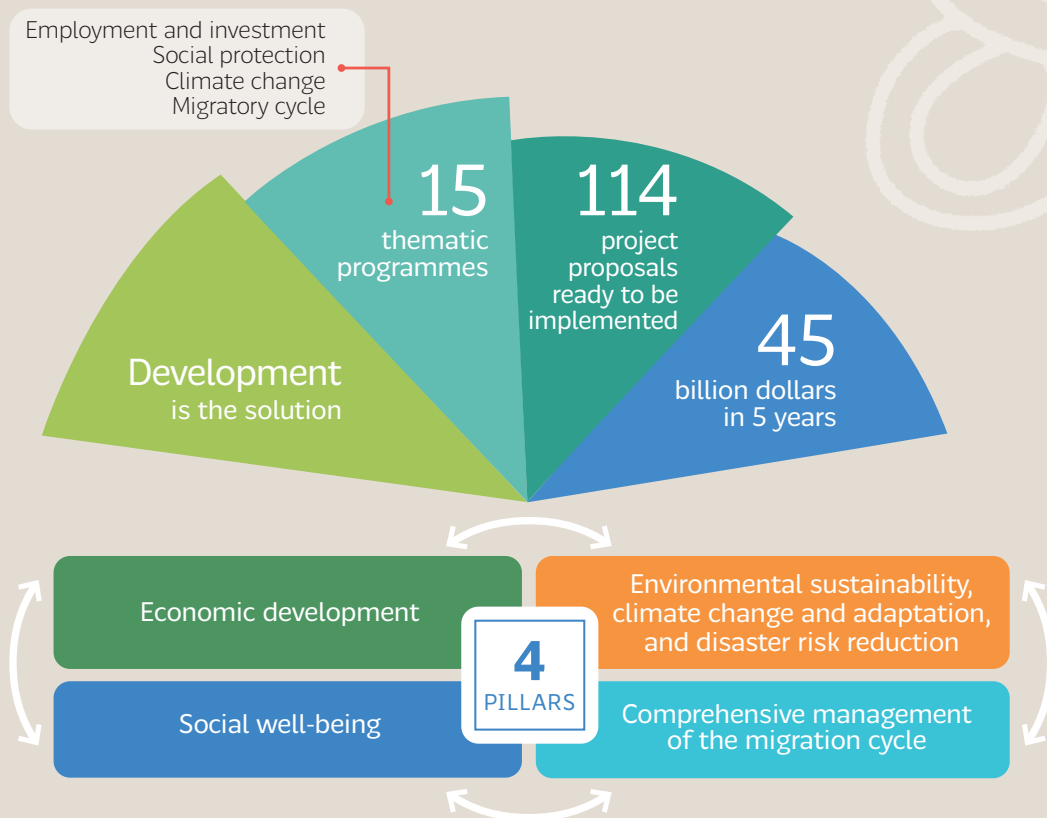 Employment and investment
Social protection
Climate change
Migratory cycle
15
thematic
programmes
114
project
proposals
ready to be
implemented
Development
is the solution
45
billion dollars
in 5 years
Economic development
Environmental sustainability,
climate change and adaptation,
and disaster risk reduction
4
PILLARS
Social well-being
Comprehensive management
of the migration cycle